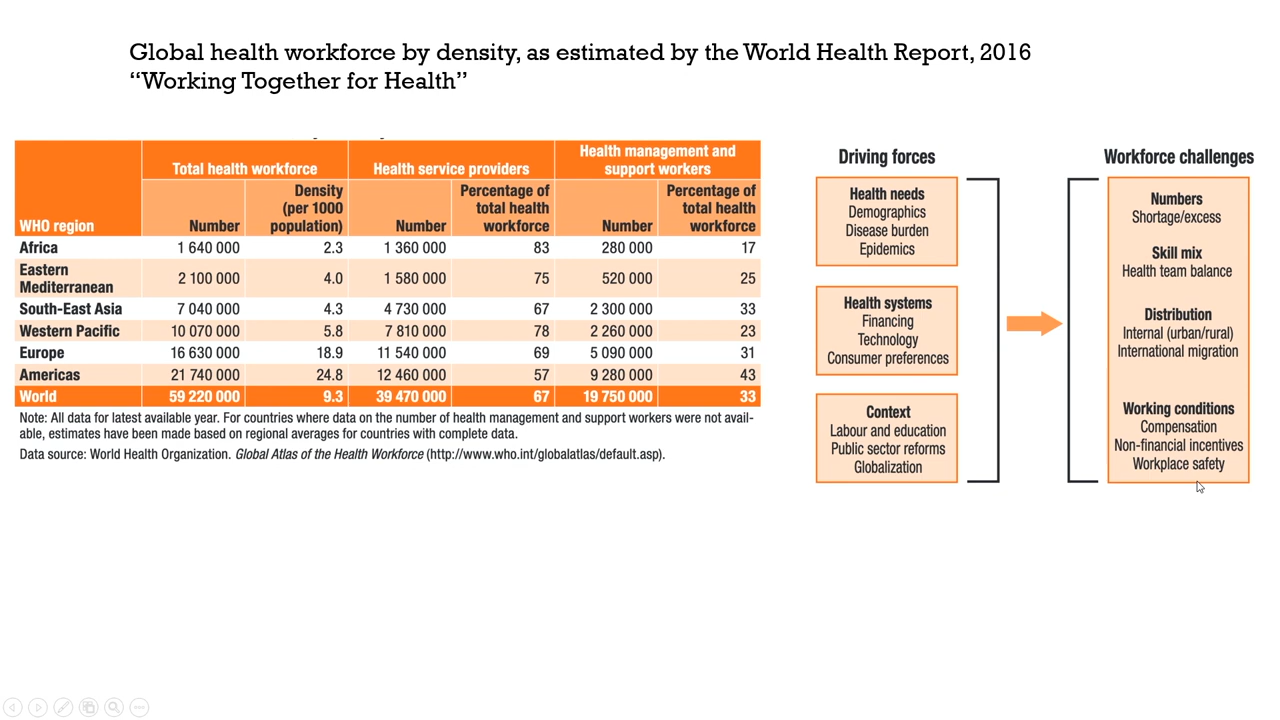 Global health workforce by density, as estimated by the World Health Report, 2016
“Working Together for Health”
WHO region
Total health workforce
Health service providers
Health management and
support workers
Number
Density
(per 1000
population)
Number
Percentage of
total health
workforce
Number
Percentage of
total health
workforce
Africa 1 640 000 2.3 1 360 000 83 280 000 17
Eastern
Mediterranean 2 100 000 4.0 1 580 000 75 520 000 25
South-East Asia 7 040 000 4.3 4 730 000 67 2 300 000 33
Western Pacific 10 070 000 5.8 7 810 000 78 2 260 000 23
Europe 16 630 000 18.9 11 540 000 69 5 090 000 31
Americas 21 740 000 24.8 12 460 000 57 9 280 000 43
World 59 220 000 9.3 39 470 000 67 19 750 000 33
Note: All data for latest available year. For countries where data on the number of health management and support workers were not avail-
able, estimates have been made based on regional averages for countries with complete data.
Data source: World Health Organization. Global Atlas of the Health Workforce (http://www.who.int/globalatlas/default.asp).
Driving forces
Health needs
Demographics
Disease burden
Epidemics
Health systems
Financing
Technology
Consumer preferences
Context
Labour and education
Public sector reforms
Globalization
Workforce challenges
Numbers
Shortage/excess
Skill mix
Health team balance
Distribution
Internal (urban/rural)
International migration
Working conditions
Compensation
Non-financial incentives
Workplace safety